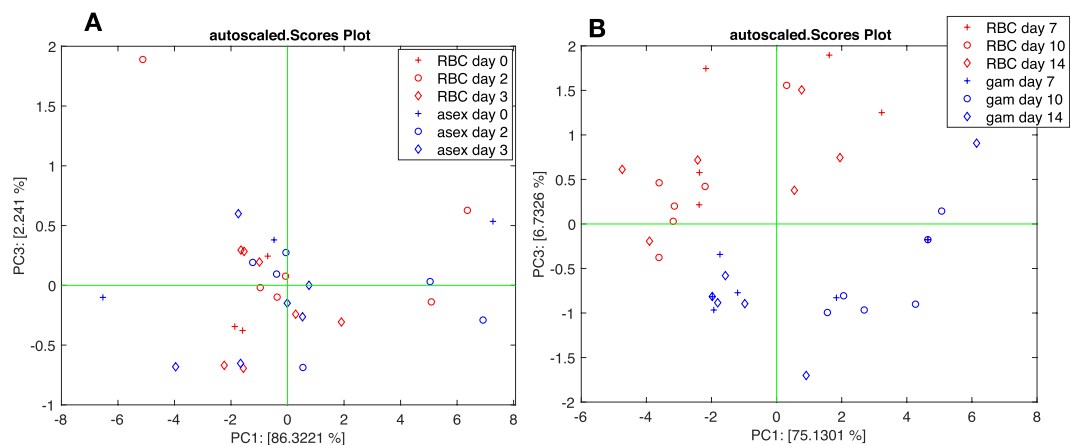 A
autoscaled.Scores Plot
RBC day 0
RBC day 2
RBC day 3
asex day 0
asex day 2
asex day 3
PC3: [2.241 %]
2
1.5
1
0.5
0
-0.5
-1
-8
-6
-4
-2
0
2
4
6
8
PC1: [86.3221 %]
B
autoscaled.Scores Plot
RBC day 7
RBC day 10
RBC day 14
gam day 7
gam day 10
gam day 14
PC3: [6.7326 %]
2
1.5
1
0.5
0
-0.5
-1
-1.5
-2
-6
-4
-2
0
2
4
6
8
PC1: [75.1301 %]